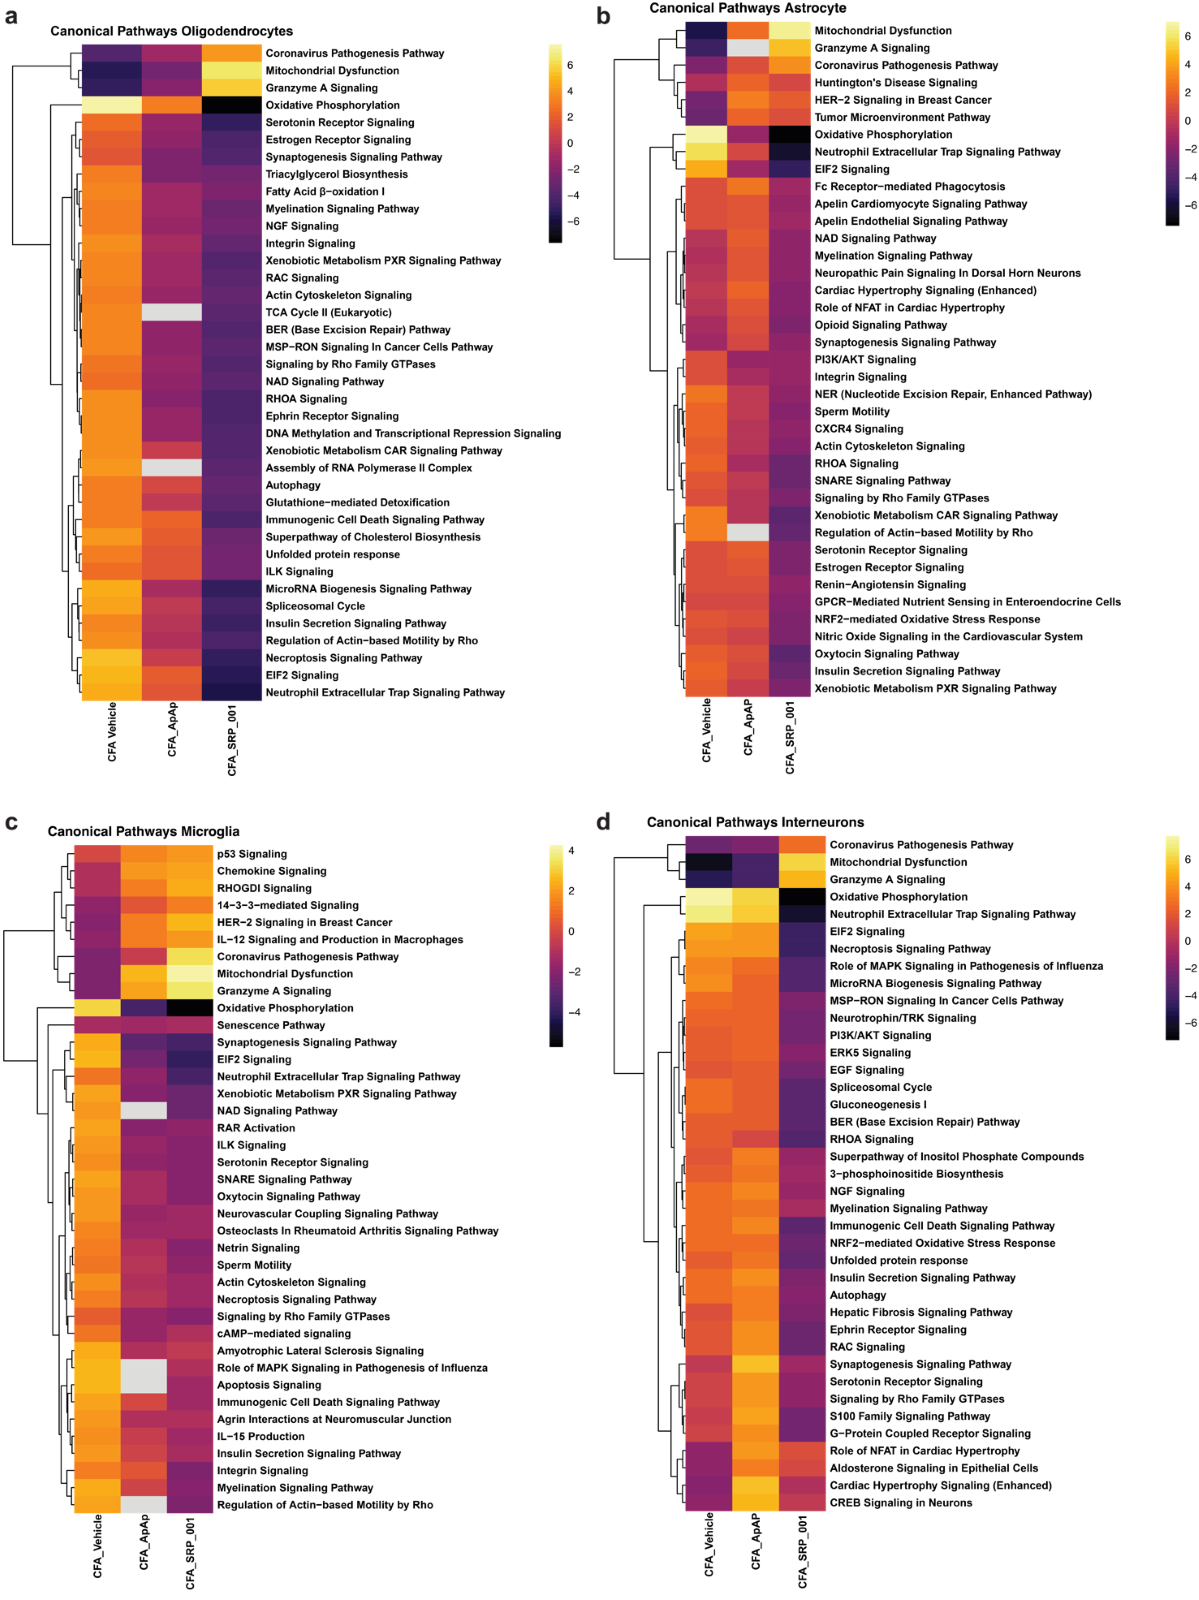 a
Canonical Pathways Oligodendrocytes
Coronavirus Pathogenesis Pathway
Mitochondrial Dysfunction
Granzyme A Signaling
Oxidative Phosphorylation
Serotonin Receptor Signaling
Estrogen Receptor Signaling
Synaptogenesis Signaling Pathway
Triacylglycerol Biosynthesis
Fatty Acid β−oxidation I
Myelination Signaling Pathway
NGF Signaling
Integrin Signaling
Xenobiotic Metabolism PXR Signaling Pathway
RAC Signaling
Actin Cytoskeleton Signaling
TCA Cycle II (Eukaryotic)
BER (Base Excision Repair) Pathway
MSP−RON Signaling In Cancer Cells Pathway
Signaling by Rho Family GTPases
NAD Signaling Pathway
RHOA Signaling
Ephrin Receptor Signaling
DNA Methylation and Transcriptional Repression Signaling
Xenobiotic Metabolism CAR Signaling Pathway
Assembly of RNA Polymerase II Complex
Autophagy
Glutathione−mediated Detoxification
Immunogenic Cell Death Signaling Pathway
Superpathway of Cholesterol Biosynthesis
Unfolded protein response
ILK Signaling
MicroRNA Biogenesis Signaling Pathway
Spliceosomal Cycle
Insulin Secretion Signaling Pathway
Regulation of Actin−based Motility by Rho
Necroptosis Signaling Pathway
EIF2 Signaling
Neutrophil Extracellular Trap Signaling Pathway
6
4
2
0
−2
−4
−6
CFA Vehicle
CFA_ApAp
CFA_SRP_001
b
Canonical Pathways Astrocyte
Mitochondrial Dysfunction
Granzyme A Signaling
Coronavirus Pathogenesis Pathway
Huntington's Disease Signaling
HER−2 Signaling in Breast Cancer
Tumor Microenvironment Pathway
Oxidative Phosphorylation
Neutrophil Extracellular Trap Signaling Pathway
EIF2 Signaling
Fc Receptor−mediated Phagocytosis
Apelin Cardiomyocyte Signaling Pathway
Apelin Endothelial Signaling Pathway
NAD Signaling Pathway
Myelination Signaling Pathway
Neuropathic Pain Signaling In Dorsal Horn Neurons
Cardiac Hypertrophy Signaling (Enhanced)
Role of NFAT in Cardiac Hypertrophy
Opioid Signaling Pathway
Synaptogenesis Signaling Pathway
PI3K/AKT Signaling
Integrin Signaling
NER (Nucleotide Excision Repair, Enhanced Pathway)
Sperm Motility
CXCR4 Signaling
Actin Cytoskeleton Signaling
RHOA Signaling
SNARE Signaling Pathway
Signaling by Rho Family GTPases
Xenobiotic Metabolism CAR Signaling Pathway
Regulation of Actin−based Motility by Rho
Serotonin Receptor Signaling
Estrogen Receptor Signaling
Renin−Angiotensin Signaling
GPCR−Mediated Nutrient Sensing in Enteroendocrine Cells
NRF2−mediated Oxidative Stress Response
Nitric Oxide Signaling in the Cardiovascular System
Oxytocin Signaling Pathway
Insulin Secretion Signaling Pathway
Xenobiotic Metabolism PXR Signaling Pathway
6
4
2
0
−2
−4
−6
CFA_Vehicle
CFA_ApAP
CFA_SRP_001
c
Canonical Pathways Microglia
p53 Signaling
Chemokine Signaling
RHOGDI Signaling
14−3−3−mediated Signaling
HER−2 Signaling in Breast Cancer
IL−12 Signaling and Production in Macrophages
Coronavirus Pathogenesis Pathway
Mitochondrial Dysfunction
Granzyme A Signaling
Oxidative Phosphorylation
Senescence Pathway
Synaptogenesis Signaling Pathway
EIF2 Signaling
Neutrophil Extracellular Trap Signaling Pathway
Xenobiotic Metabolism PXR Signaling Pathway
NAD Signaling Pathway
RAR Activation
ILK Signaling
Serotonin Receptor Signaling
SNARE Signaling Pathway
Oxytocin Signaling Pathway
Neurovascular Coupling Signaling Pathway
Osteoclasts In Rheumatoid Arthritis Signaling Pathway
Netrin Signaling
Sperm Motility
Actin Cytoskeleton Signaling
Necroptosis Signaling Pathway
Signaling by Rho Family GTPases
cAMP−mediated signaling
Amyotrophic Lateral Sclerosis Signaling
Role of MAPK Signaling in Pathogenesis of Influenza
Apoptosis Signaling
Immunogenic Cell Death Signaling Pathway
Agrin Interactions at Neuromuscular Junction
IL−15 Production
Insulin Secretion Signaling Pathway
Integrin Signaling
Myelination Signaling Pathway
Regulation of Actin−based Motility by Rho
4
2
0
−2
−4
CFA_Vehicle
CFA_ApAp
CFA_SRP_001
d
Canonical Pathways Interneurons
Coronavirus Pathogenesis Pathway
Mitochondrial Dysfunction
Granzyme A Signaling
Oxidative Phosphorylation
Neutrophil Extracellular Trap Signaling Pathway
EIF2 Signaling
Necroptosis Signaling Pathway
Role of MAPK Signaling in Pathogenesis of Influenza
MicroRNA Biogenesis Signaling Pathway
MSP−RON Signaling In Cancer Cells Pathway
Neurotrophin/TRK Signaling
PI3K/AKT Signaling
ERK5 Signaling
EGF Signaling
Spliceosomal Cycle
Gluconeogenesis I
BER (Base Excision Repair) Pathway
RHOA Signaling
Superpathway of Inositol Phosphate Compounds
3−phosphoinositide Biosynthesis
NGF Signaling
Myelination Signaling Pathway
Immunogenic Cell Death Signaling Pathway
NRF2−mediated Oxidative Stress Response
Unfolded protein response
Insulin Secretion Signaling Pathway
Autophagy
Hepatic Fibrosis Signaling Pathway
Ephrin Receptor Signaling
RAC Signaling
Synaptogenesis Signaling Pathway
Serotonin Receptor Signaling
Signaling by Rho Family GTPases
S100 Family Signaling Pathway
G−Protein Coupled Receptor Signaling
Role of NFAT in Cardiac Hypertrophy
Aldosterone Signaling in Epithelial Cells
Cardiac Hypertrophy Signaling (Enhanced)
CREB Signaling in Neurons
6
4
2
0
−2
−4
−6
CFA_Vehicle
CFA_ApAP
CFA_SRP_001